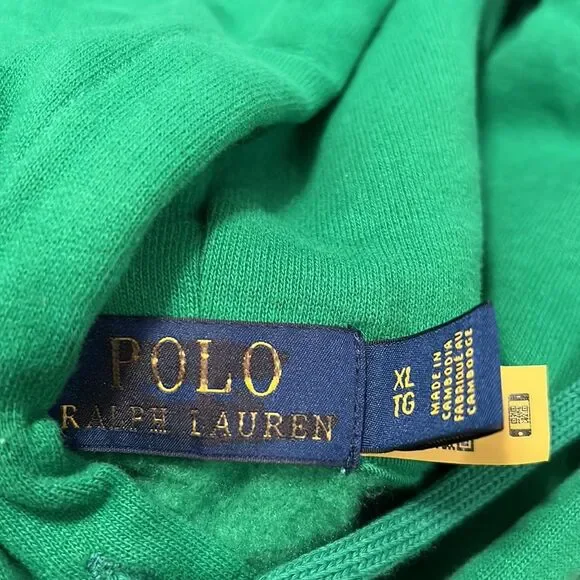 POLO
RALPH LAUREN
XL
TG
MADE IN
CAMBODIA
FABRIQUÉ AU
CAMBODGE